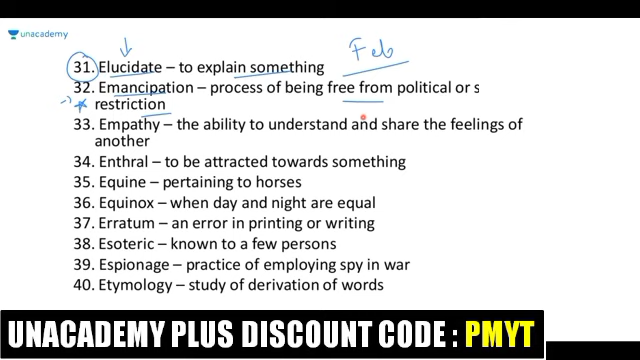 unacademy
Feb
31. Elucidate – to explain something
32. Emancipation – process of being free from political or s
restriction
33. Empathy – the ability to understand and share the feelings of
another
34. Enthral – to be attracted towards something
35. Equine – pertaining to horses
36. Equinox – when day and night are equal
37. Erratum – an error in printing or writing
38. Esoteric – known to a few persons
39. Espionage – practice of employing spy in war
40. Etymology – study of derivation of words
UNACADEMY PLUS DISCOUNT CODE : PMYT